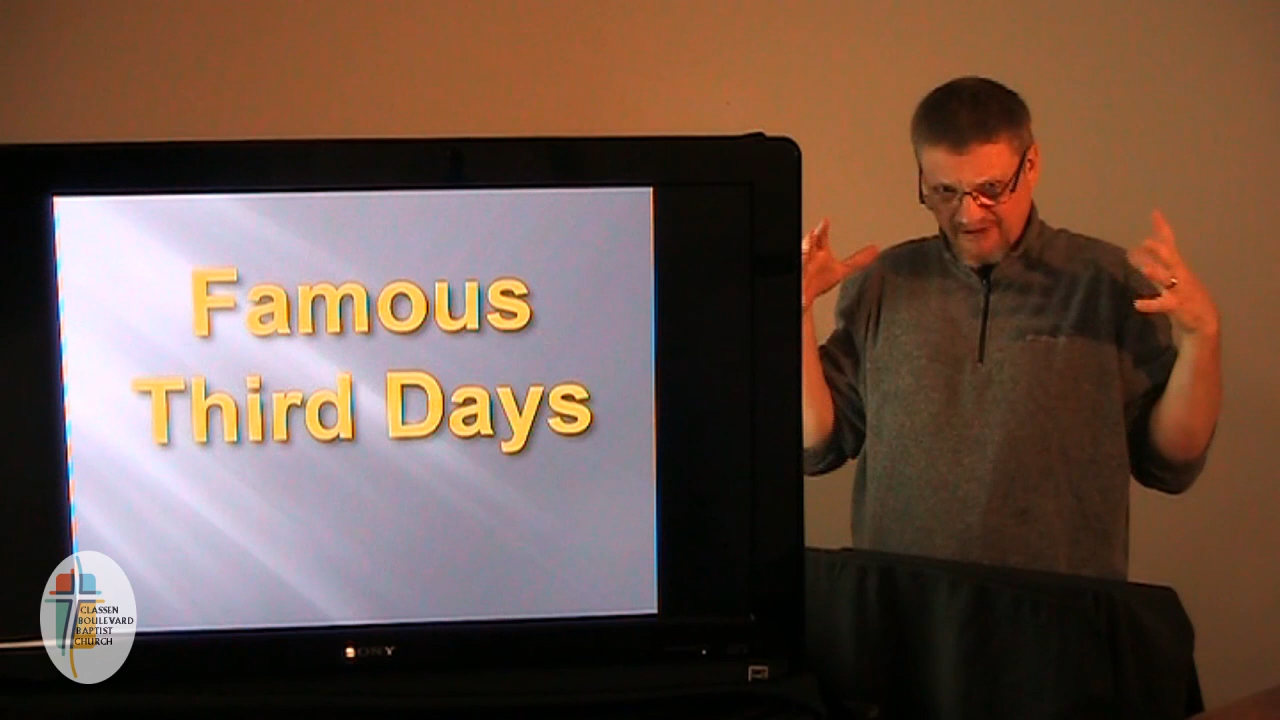 Famous
Third Days
SONY
CLASSEN
BOULEVARD
BAPTIST
CHURCH